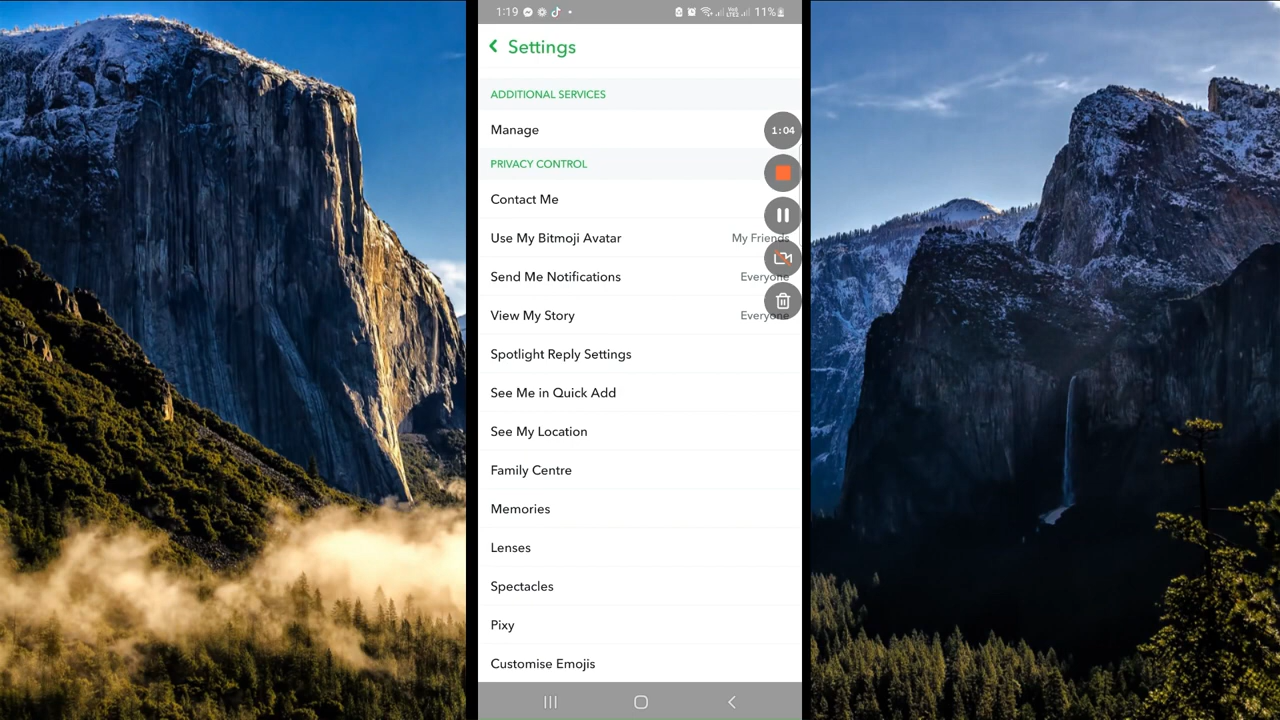 1:19 11%
Settings
ADDITIONAL SERVICES
Manage
1:04
PRIVACY CONTROL
Contact Me
Use My Bitmoji Avatar My Friends
Send Me Notifications Everyone
View My Story Everyone
Spotlight Reply Settings
See Me in Quick Add
See My Location
Family Centre
Memories
Lenses
Spectacles
Pixy
Customise Emojis